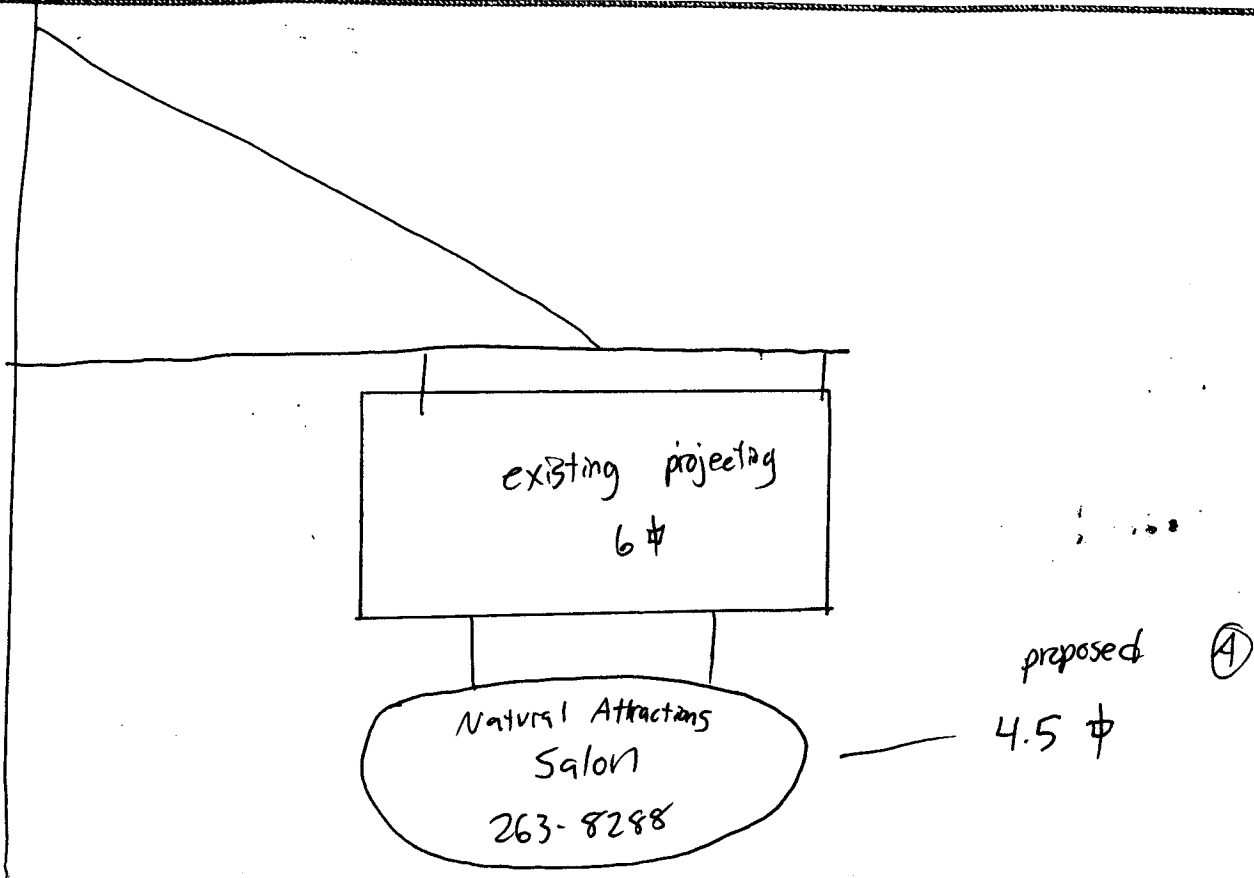 existing projecting
6 ⏍
Natural Attractions
Salon
263-8288
proposed Ⓐ
4.5 ⏍